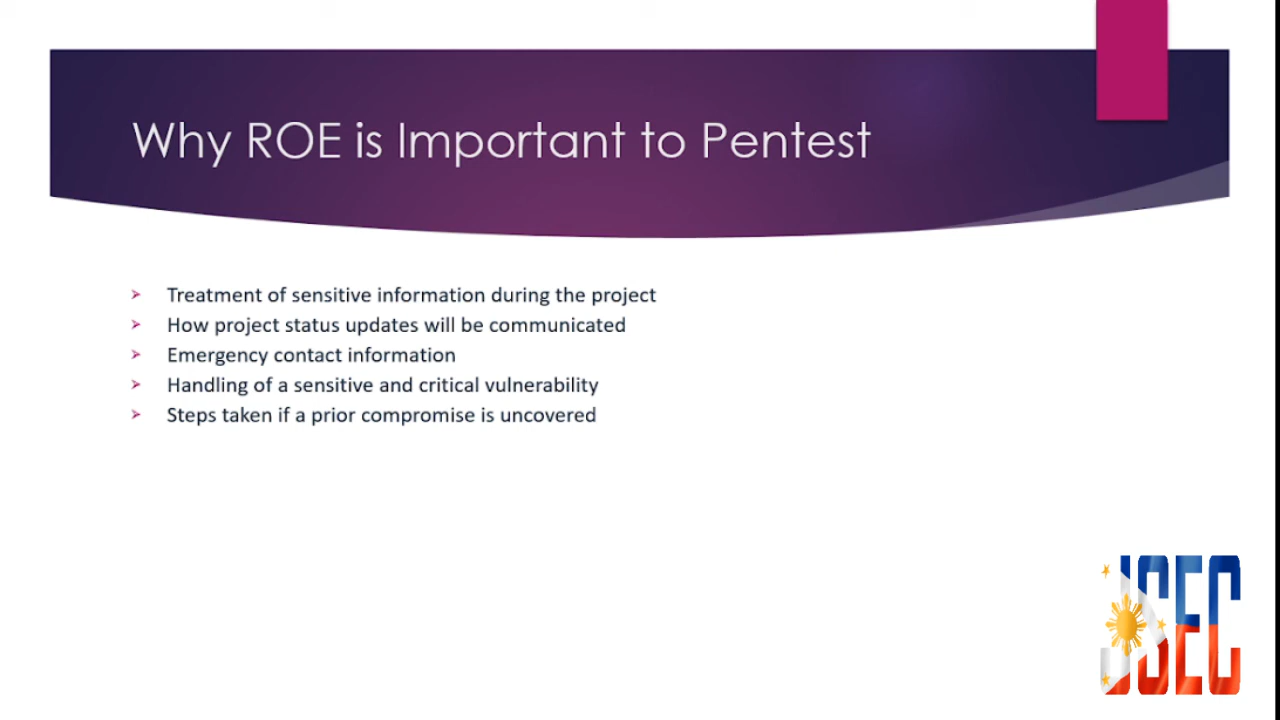 Why ROE is Important to Pentest
Treatment of sensitive information during the project
How project status updates will be communicated
Emergency contact information
Handling of a sensitive and critical vulnerability
Steps taken if a prior compromise is uncovered
JSEC